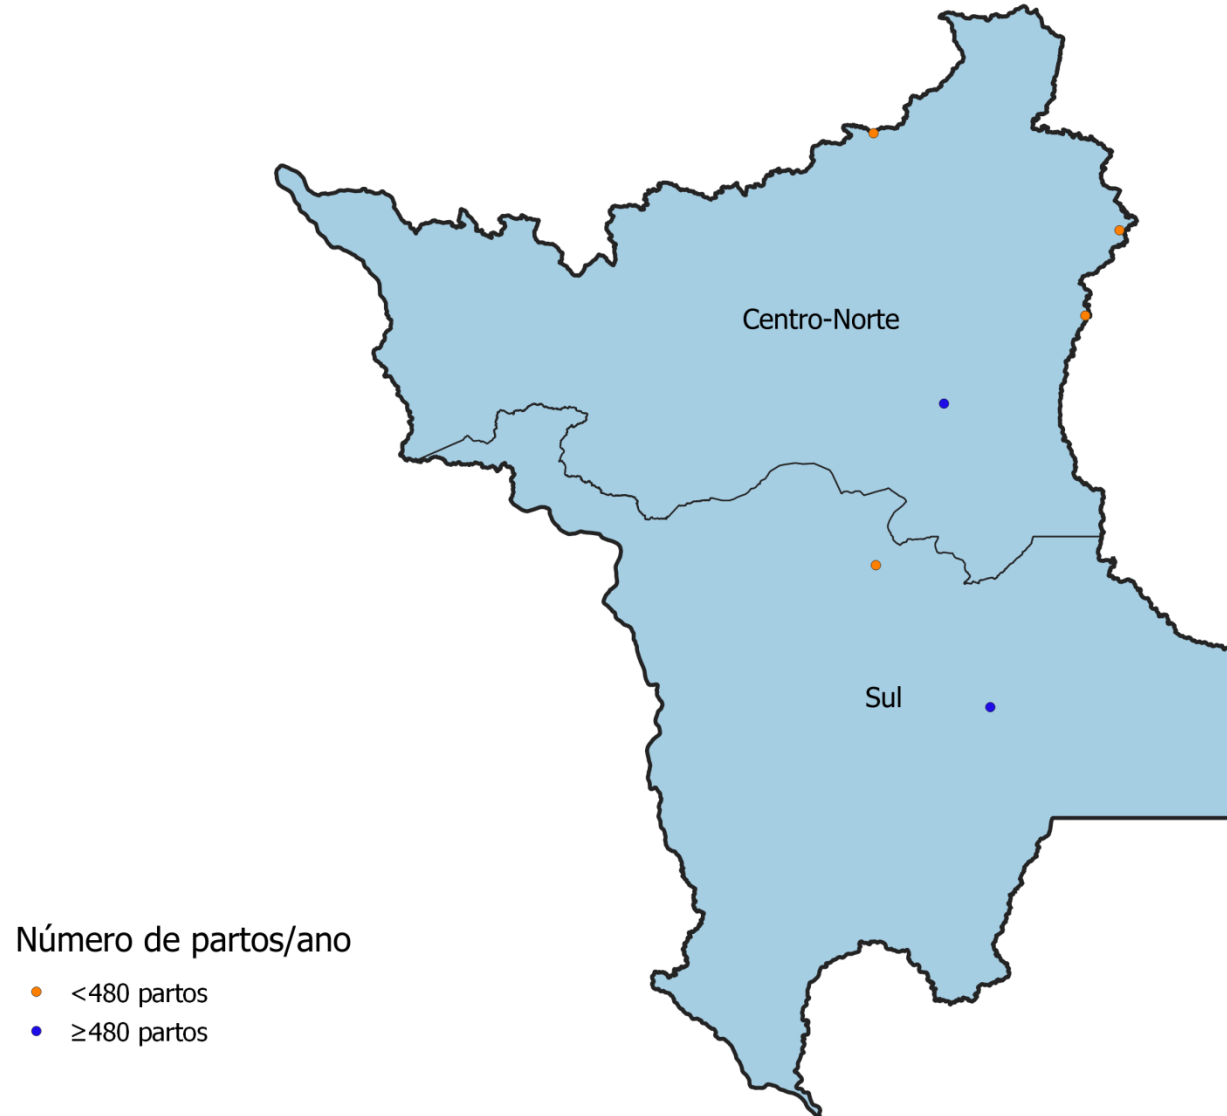 Centro-Norte
Sul
Número de partos/ano
<480 partos
≥480 partos